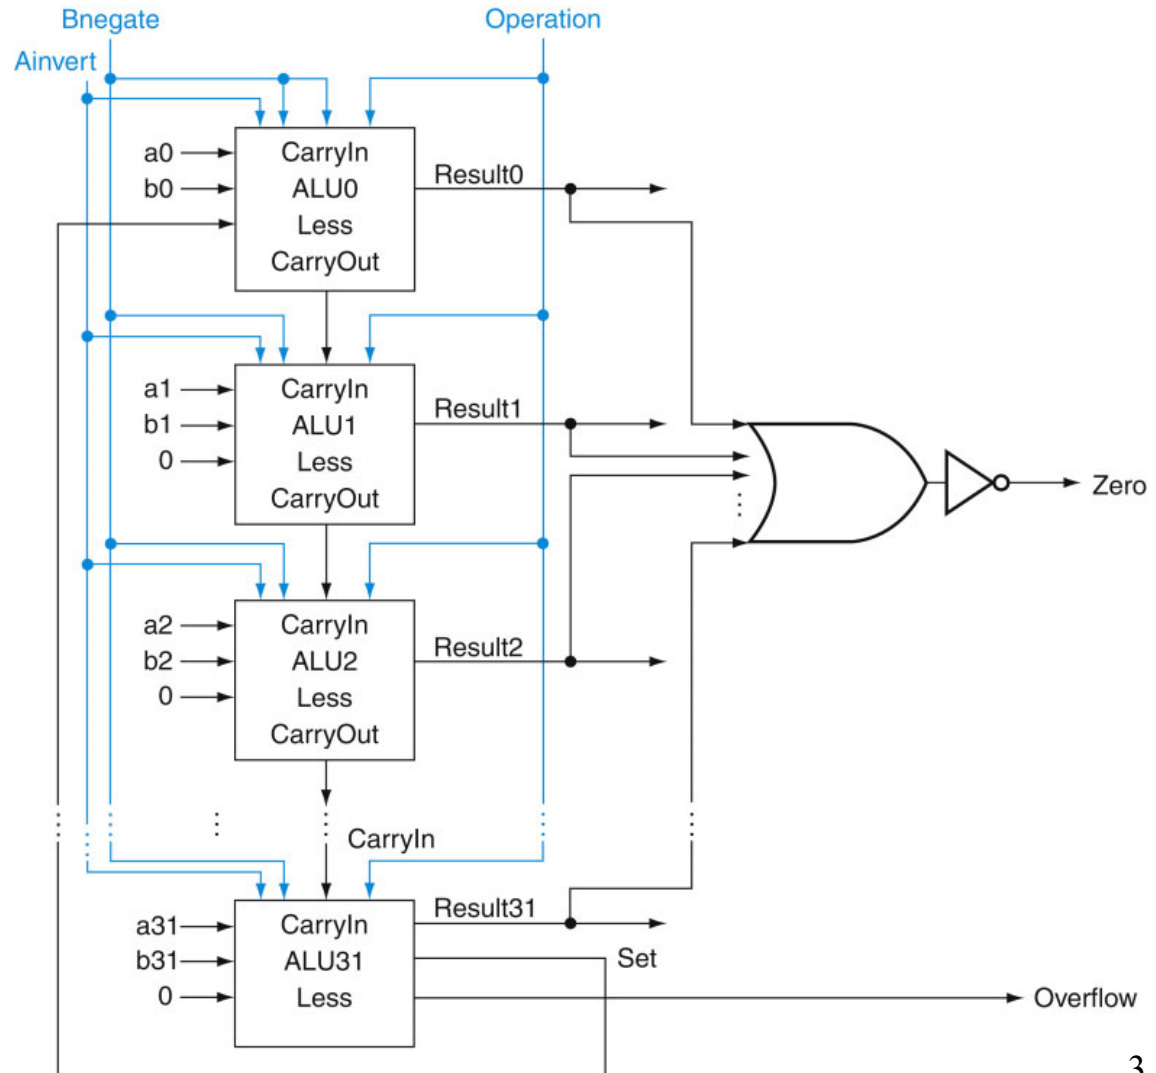 Bnegate
Operation
Ainvert
a0
CarryIn
Result0
b0
ALU0
Less
CarryOut
a1
CarryIn
Result1
b1
ALU1
0
Less
CarryOut
Zero
a2
CarryIn
Result2
b2
ALU2
0
Less
CarryOut
CarryIn
a31
CarryIn
Result31
b31
ALU31
Set
0
Less
Overflow
3